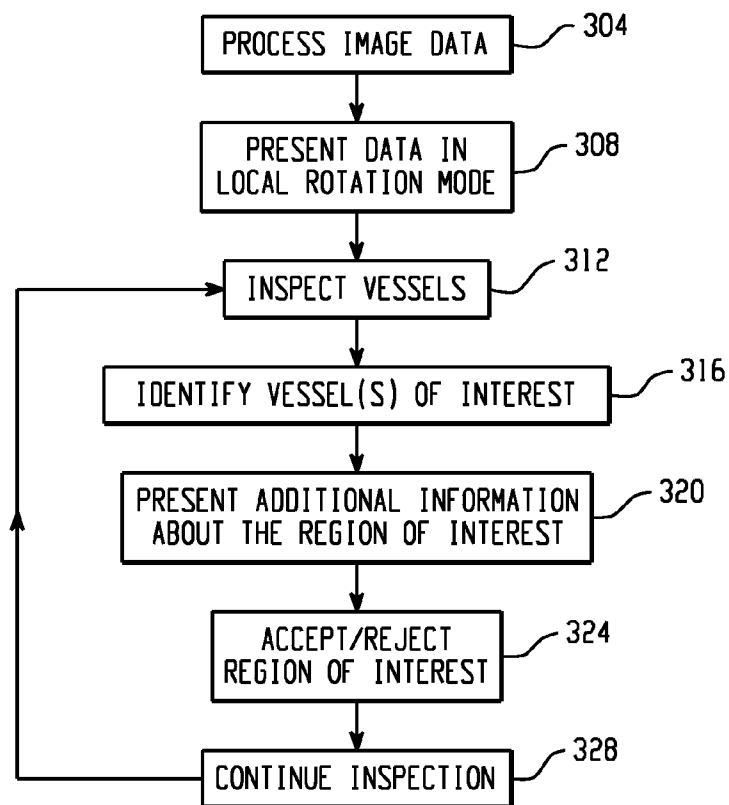 PROCESS IMAGE DATA
304
PRESENT DATA IN
LOCAL ROTATION MODE
308
INSPECT VESSELS
312
IDENTIFY VESSEL(S) OF INTEREST
316
PRESENT ADDITIONAL INFORMATION
ABOUT THE REGION OF INTEREST
320
ACCEPT/REJECT
REGION OF INTEREST
324
CONTINUE INSPECTION
328